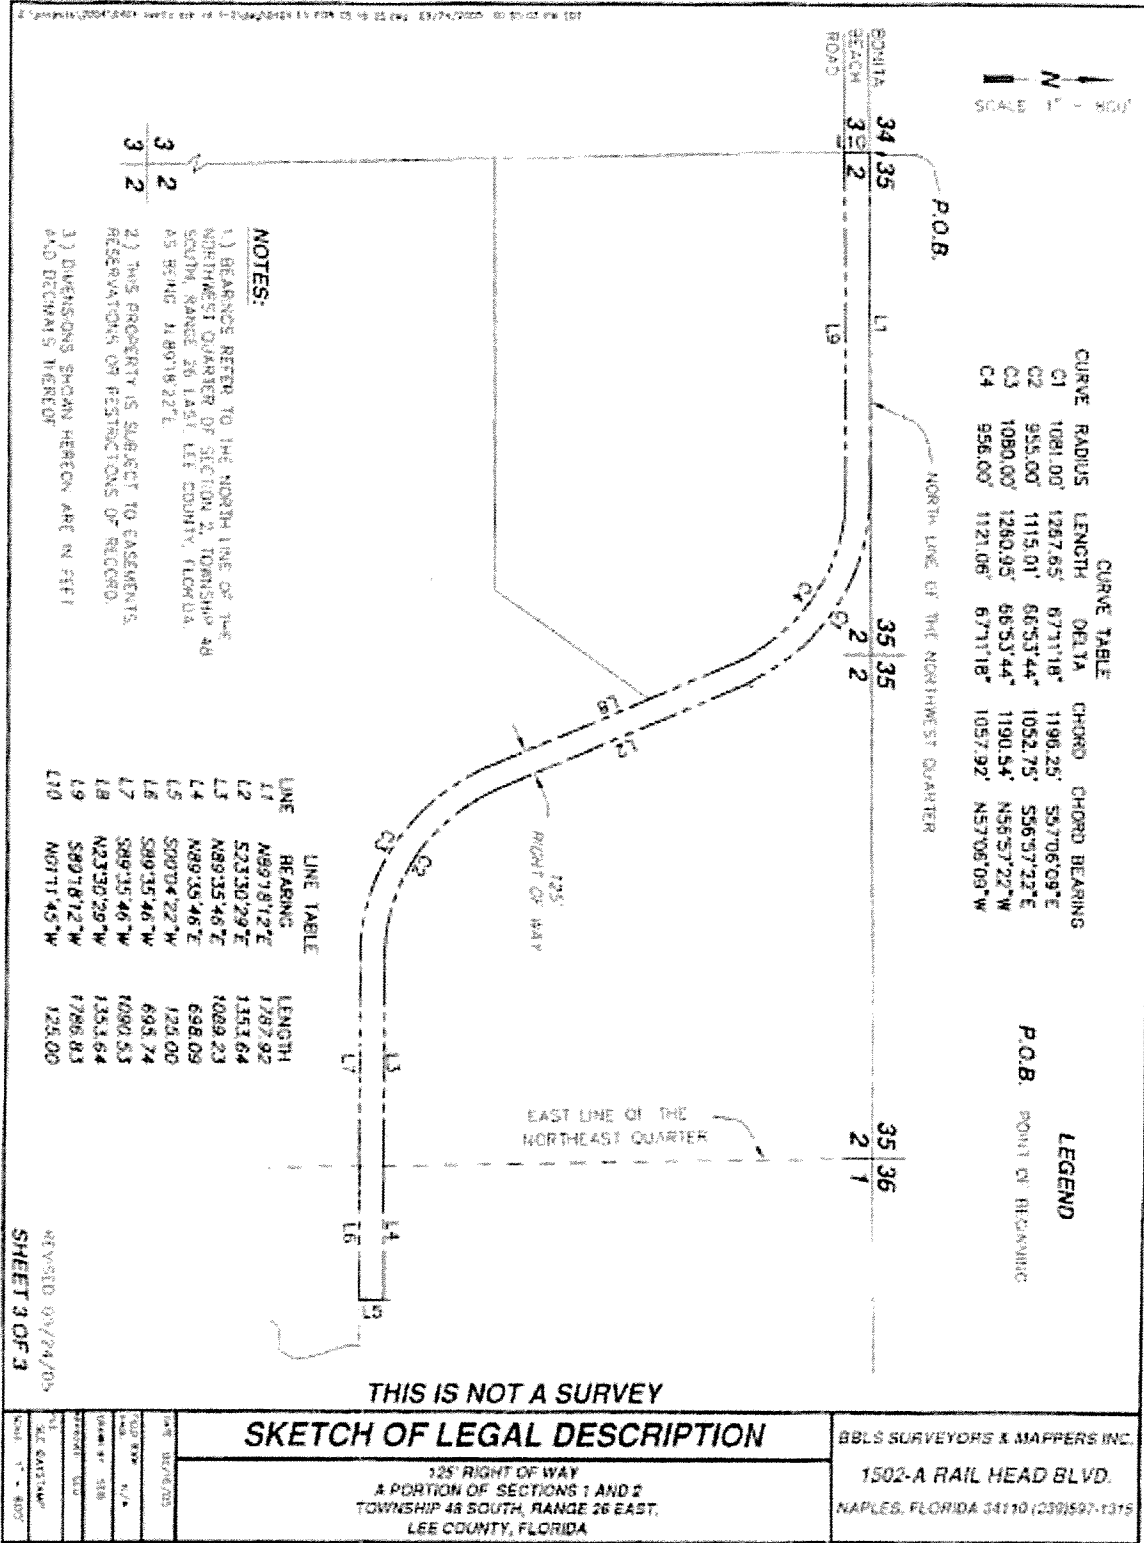 SCALE 1" = 800'
BONITA
BEACH
ROAD
34
35
3
2
P.O.B.
L1
L9
NORTH LINE OF THE NORTHWEST QUARTER
CURVE TABLE
CURVE RADIUS LENGTH DELTA CHORD CHORD BEARING
C1 1081.00' 1267.65' 67°11'18" 1196.25' S57°06'09"E
C2 955.00' 1115.01' 66°53'44" 1052.75' S56°57'22"E
C3 1080.00' 1260.95' 66°53'44" 1190.54' N56°57'22"W
C4 956.00' 1121.06' 67°11'18" 1057.92' N57°06'09"W
LEGEND
P.O.B. POINT OF BEGINNING
35 35
2 2
35 36
2 1
C4
C1
L8
L2
125'
RIGHT OF WAY
C3
C2
L7
L3
EAST LINE OF THE
NORTHEAST QUARTER
L6
L4
L5
3 2
3 2
NOTES:
1.) BEARINGS REFER TO THE NORTH LINE OF THE
NORTHWEST QUARTER OF SECTION 2, TOWNSHIP 48
SOUTH, RANGE 26 EAST, LEE COUNTY, FLORIDA,
AS BEING N.89°18'22"E.
2.) THIS PROPERTY IS SUBJECT TO EASEMENTS,
RESERVATIONS OR RESTRICTIONS OF RECORD.
3.) DIMENSIONS SHOWN HEREON ARE IN FEET
AND DECIMALS THEREOF
LINE TABLE
LINE BEARING LENGTH
L1 N89°18'12"E 1787.92
L2 S23°30'29"E 1353.64
L3 N89°35'46"E 1089.23
L4 N89°35'46"E 698.09
L5 S00°04'22"W 125.00
L6 S89°35'46"W 695.74
L7 S89°35'46"W 1090.53
L8 N23°30'29"W 1353.64
L9 S89°18'12"W 1786.83
L10 N01°11'45"W 125.00
REVISED 03/24/05
SHEET 3 OF 3
THIS IS NOT A SURVEY
SKETCH OF LEGAL DESCRIPTION
125' RIGHT OF WAY
A PORTION OF SECTIONS 1 AND 2
TOWNSHIP 48 SOUTH, RANGE 26 EAST,
LEE COUNTY, FLORIDA
BBLS SURVEYORS & MAPPERS INC.
1502-A RAIL HEAD BLVD.
NAPLES, FLORIDA 34110 (239)597-1315